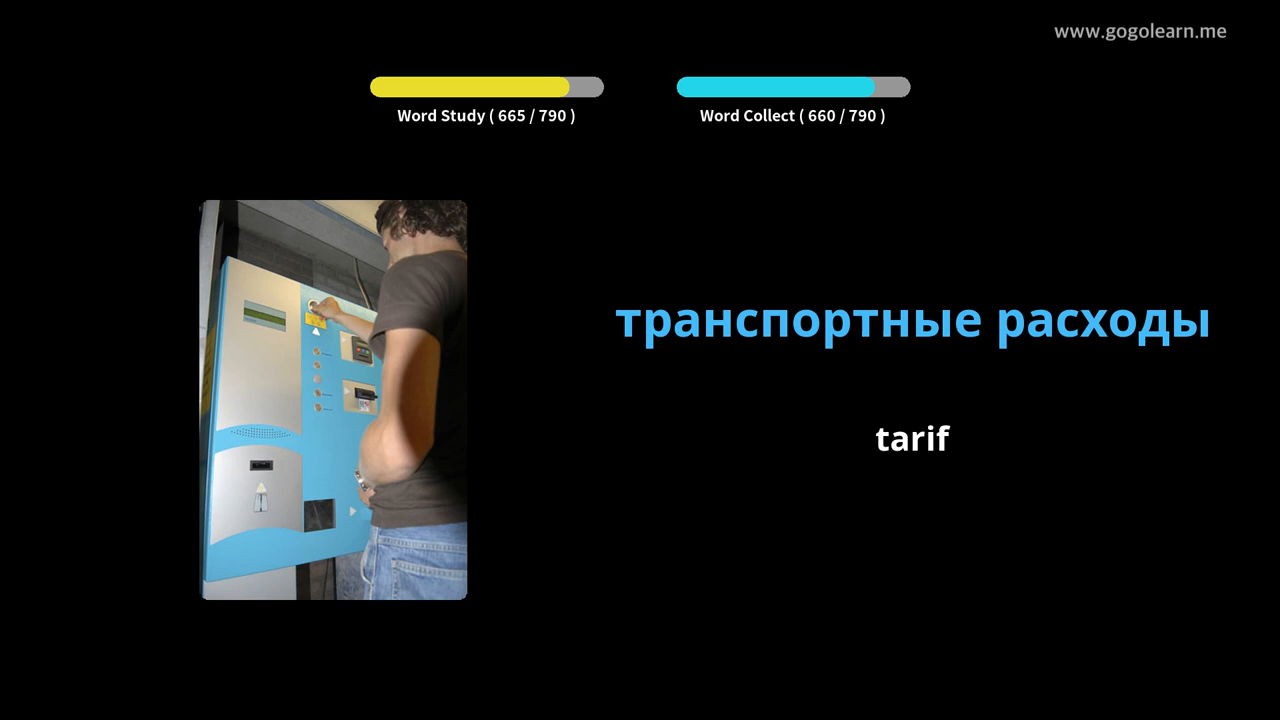 www.gogolearn.me
Word Study ( 665 / 790 )
Word Collect ( 660 / 790 )
транспортные расходы
tarif